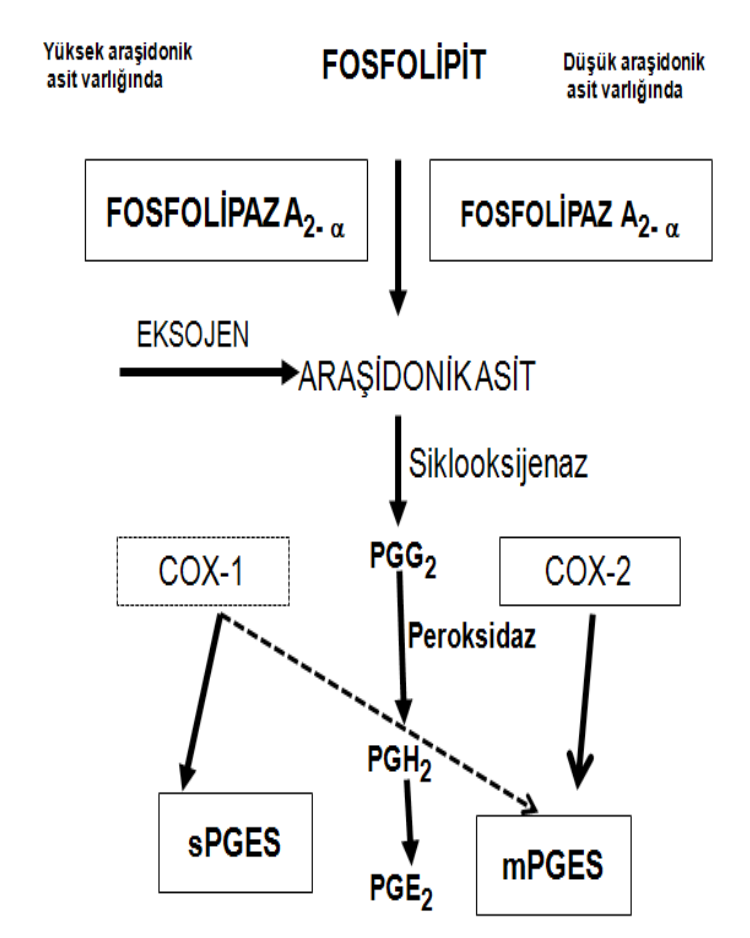 Yüksek araşidonik
asit varlığında
FOSFOLİPİT
Düşük araşidonik
asit varlığında
FOSFOLİPAZ A2- α
FOSFOLİPAZ A2- α
EKSOJEN
ARAŞİDONİK ASİT
Siklooksijenaz
COX-1
PGG2
COX-2
Peroksidaz
PGH2
sPGES
mPGES
PGE2